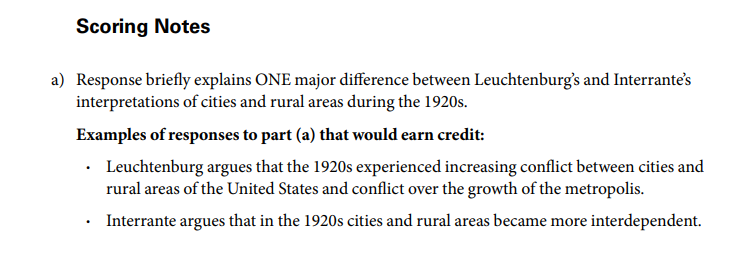 Scoring Notes
a) Response briefly explains ONE major difference between Leuchtenburg’s and Interrante’s
interpretations of cities and rural areas during the 1920s.
Examples of responses to part (a) that would earn credit:
· Leuchtenburg argues that the 1920s experienced increasing conflict between cities and
rural areas of the United States and conflict over the growth of the metropolis.
· Interrante argues that in the 1920s cities and rural areas became more interdependent.